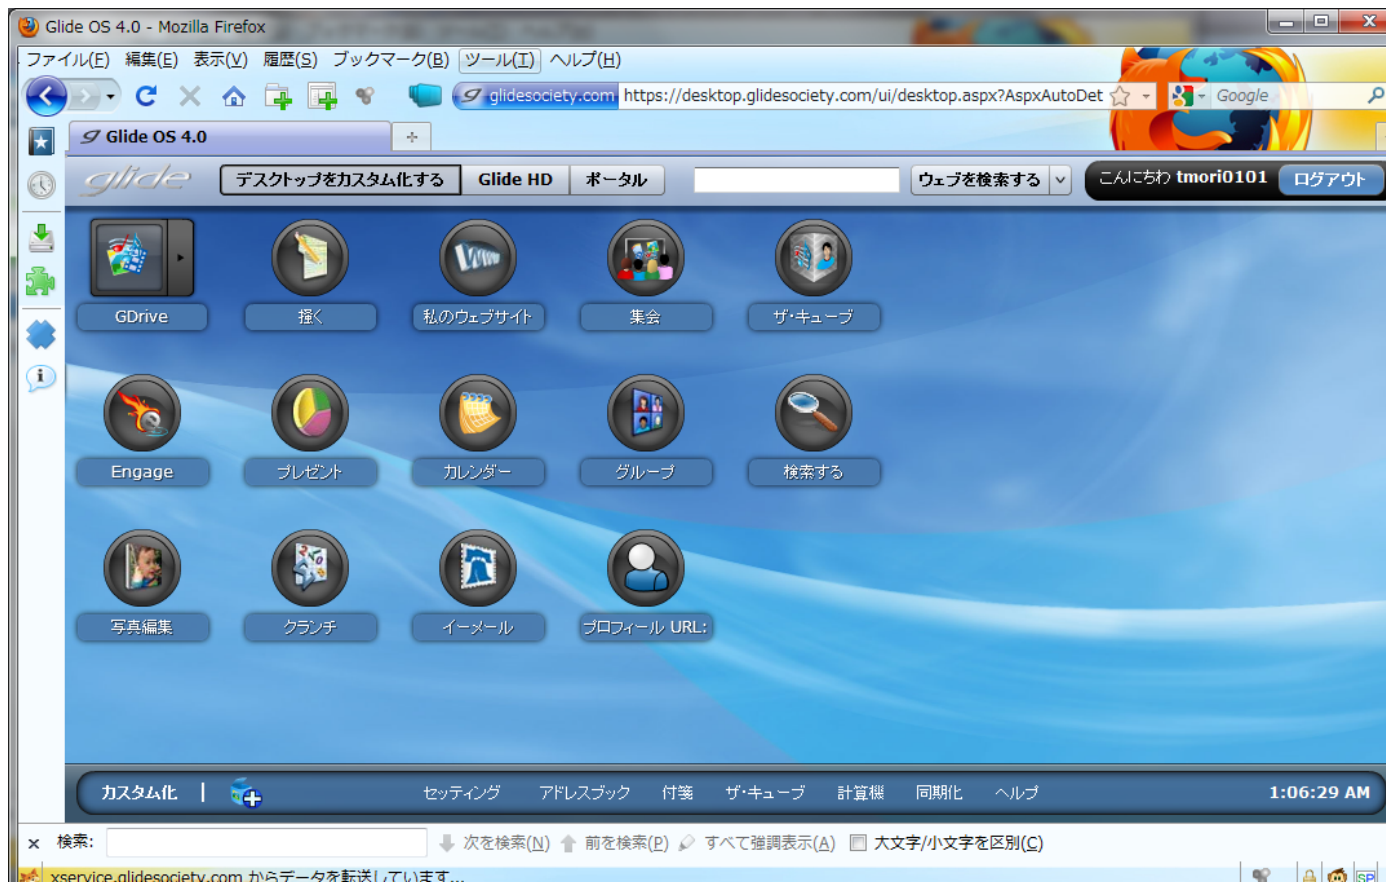 Glide OS 4.0 - Mozilla Firefox
ファイル(F) 編集(E) 表示(V) 履歴(S) ブックマーク(B) ツール(T) ヘルプ(H)
glidesociety.com https://desktop.glidesociety.com/ui/desktop.aspx?AspxAutoDet Google
Glide OS 4.0
glide デスクトップをカスタム化する Glide HD ポータル ウェブを検索する こんにちわ tmori0101 ログアウト
GDrive 掻く 私のウェブサイト 集会 ザ・キューブ
Engage プレゼント カレンダー グループ 検索する
写真編集 クランチ イーメール プロフィール URL:
カスタム化 | セッティング アドレスブック 付箋 ザ・キューブ 計算機 同期化 ヘルプ 1:06:29 AM
× 検索: 次を検索(N) 前を検索(P) すべて強調表示(A) 大文字/小文字を区別(C)
xservice.glidesociety.com からデータを転送しています... SP